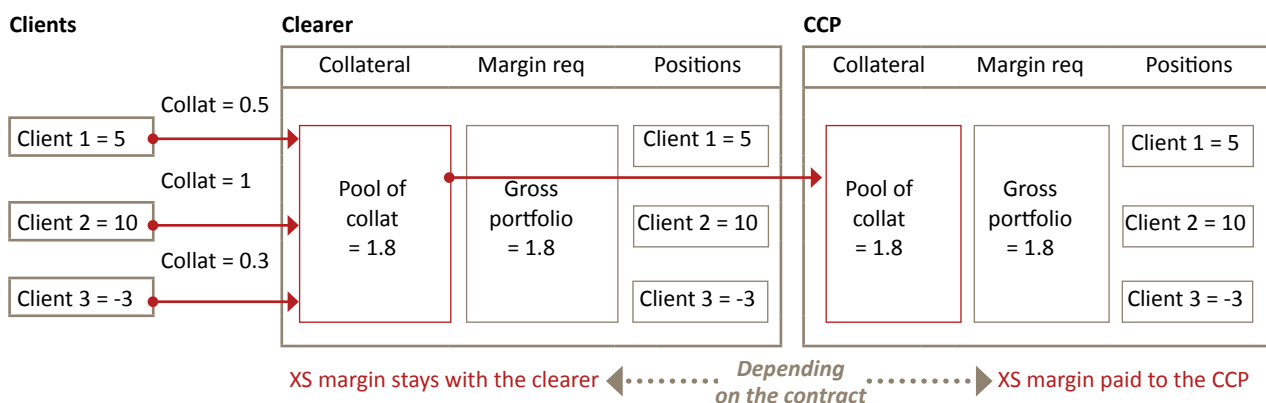 Clients
Clearer
CCP
Collateral
Margin req
Positions
Collateral
Margin req
Positions
Collat = 0.5
Client 1 = 5
Collat = 1
Client 2 = 10
Collat = 0.3
Client 3 = -3
Pool of
collat
= 1.8
Gross
portfolio
= 1.8
Client 1 = 5
Client 2 = 10
Client 3 = -3
Pool of
collat
= 1.8
Gross
portfolio
= 1.8
Client 1 = 5
Client 2 = 10
Client 3 = -3
XS margin stays with the clearer
Depending
on the contract
XS margin paid to the CCP